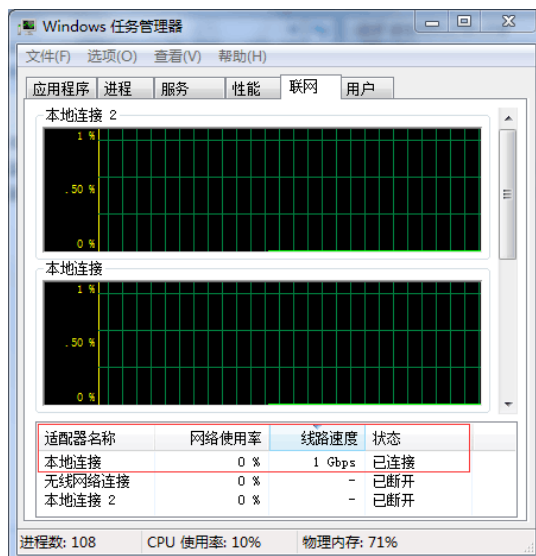 Windows 任务管理器
文件(F) 选项(O) 查看(V) 帮助(H)
应用程序 进程 服务 性能 联网 用户
本地连接 2
1 %
.50 %
0 %
本地连接
1 %
.50 %
0 %
适配器名称 网络使用率 线路速度 状态
本地连接 0 % 1 Gbps 已连接
无线网络连接 0 % - 已断开
本地连接 2 0 % - 已断开
进程数: 108 CPU 使用率: 10% 物理内存: 71%